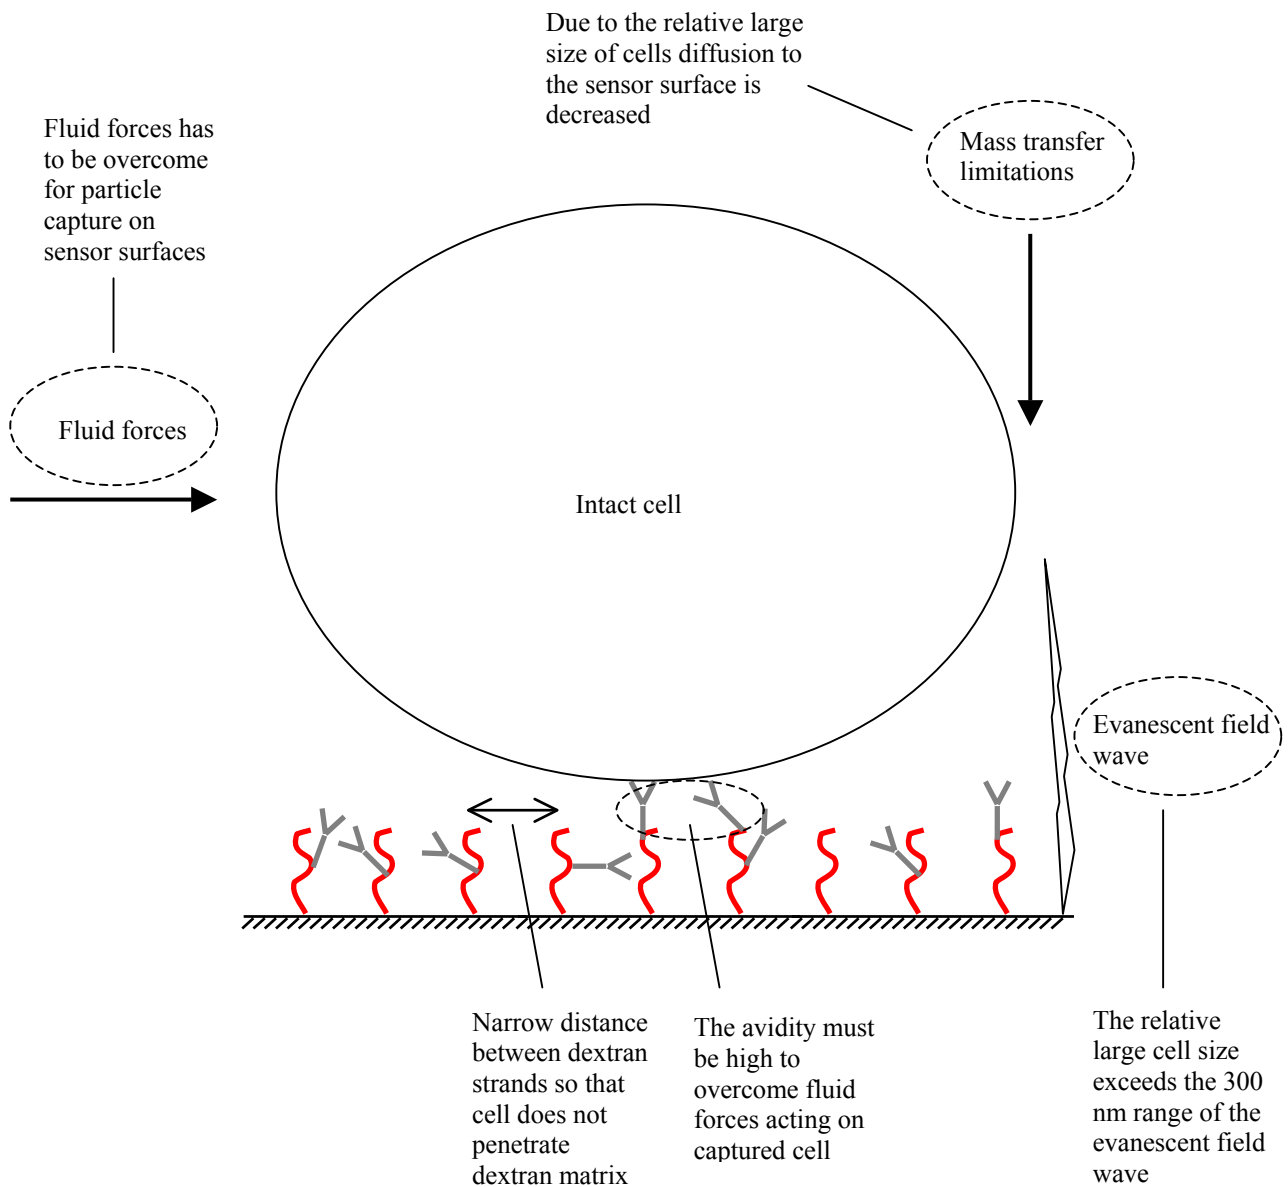 Due to the relative large
size of cells diffusion to
the sensor surface is
decreased
Fluid forces has
to be overcome
for particle
capture on
sensor surfaces
Mass transfer
limitations
Fluid forces
Intact cell
Evanescent field
wave
Narrow distance
between dextran
strands so that
cell does not
penetrate
dextran matrix
The avidity must
be high to
overcome fluid
forces acting on
captured cell
The relative
large cell size
exceeds the 300
nm range of the
evanescent field
wave